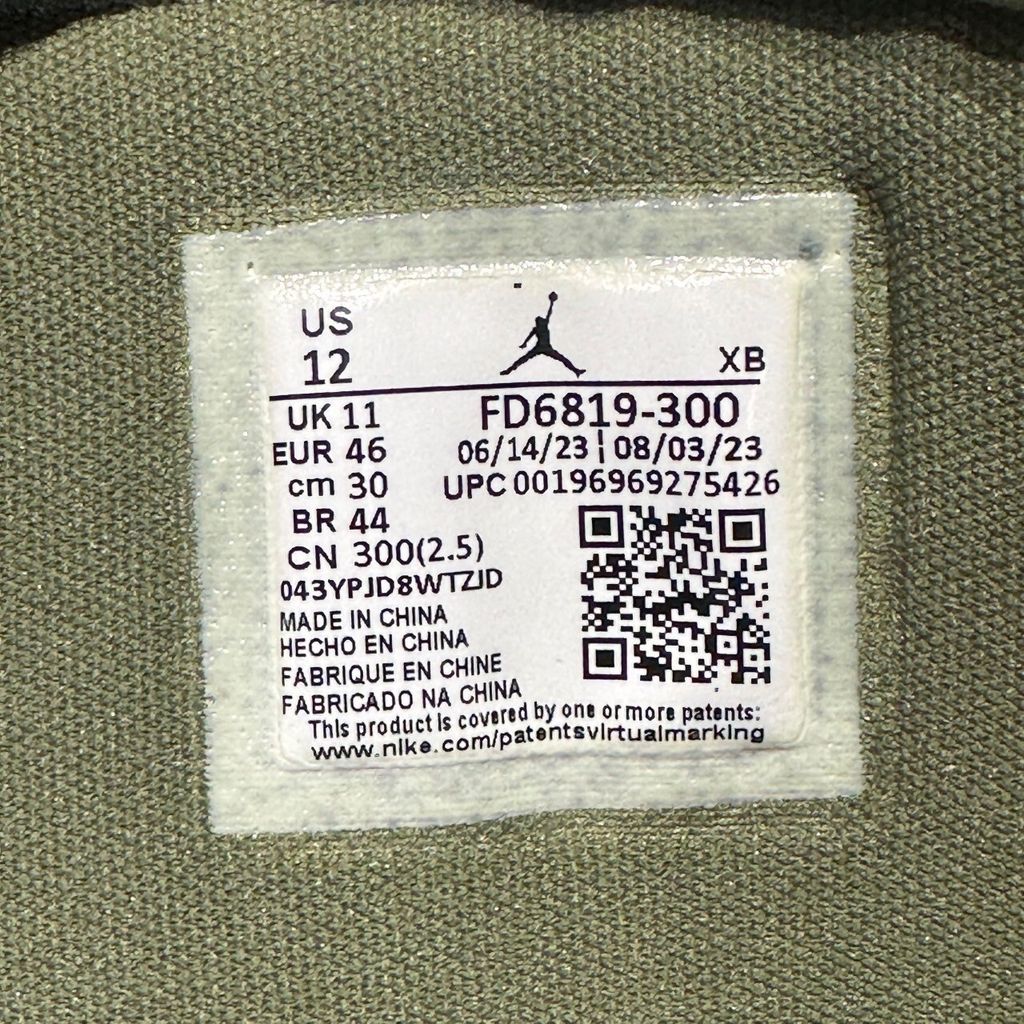 US
12
XB
UK 11
FD6819-300
EUR 46
06/14/23 ¦ 08/03/23
cm 30
UPC 00196969275426
BR 44
CN 300(2.5)
043YPJD8WTZJD
MADE IN CHINA
HECHO EN CHINA
FABRIQUE EN CHINE
FABRICADO NA CHINA
This product is covered by one or more patents:
www.nike.com/patentsvirtualmarking